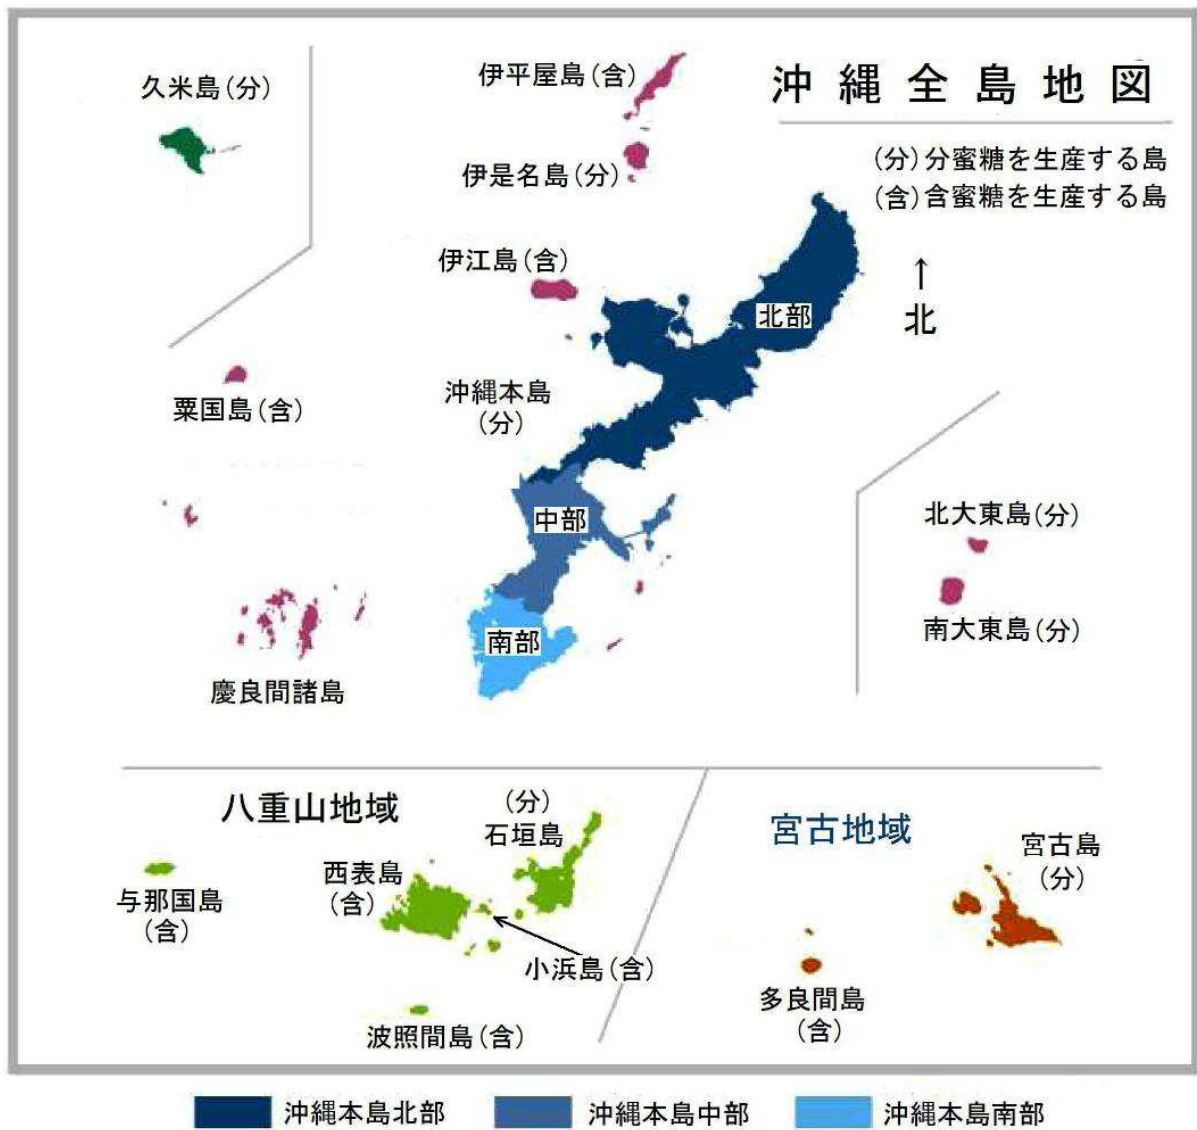 沖縄全島地図
(分)分蜜糖を生産する島
(含)含蜜糖を生産する島
↑
北
久米島(分)
伊平屋島(含)
伊是名島(分)
伊江島(含)
北部
粟国島(含)
沖縄本島
(分)
中部
南部
慶良間諸島
北大東島(分)
南大東島(分)
八重山地域
(分)
石垣島
西表島
(含)
与那国島
(含)
小浜島(含)
波照間島(含)
宮古地域
宮古島
(分)
多良間島
(含)
沖縄本島北部
沖縄本島中部
沖縄本島南部